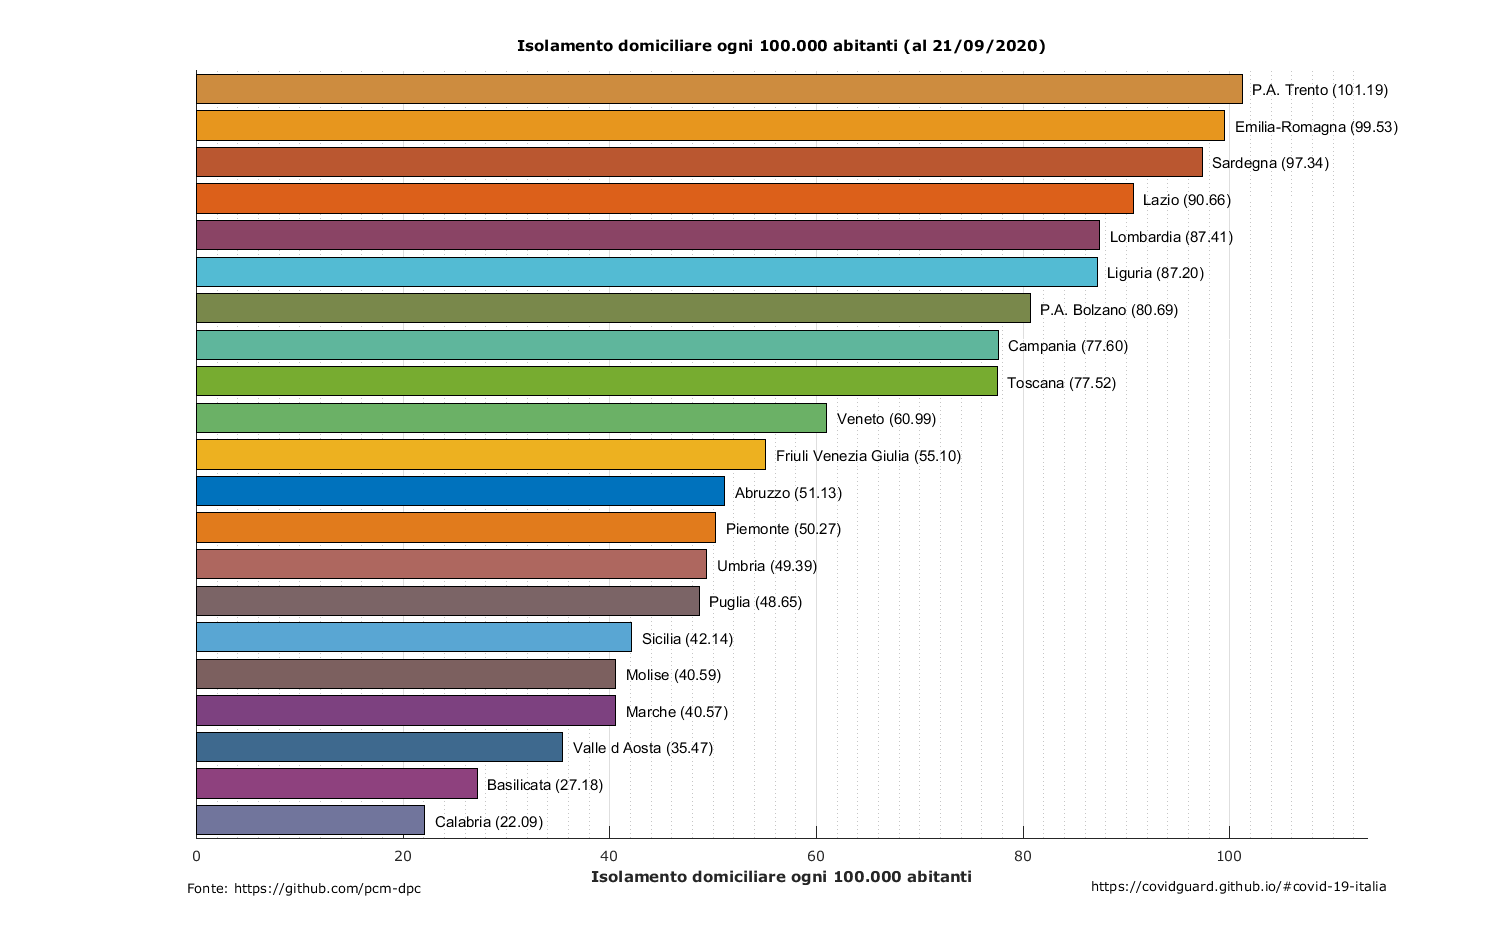 Isolamento domiciliare ogni 100.000 abitanti (al 21/09/2020)
P.A. Trento (101.19)
Emilia-Romagna (99.53)
Sardegna (97.34)
Lazio (90.66)
Lombardia (87.41)
Liguria (87.20)
P.A. Bolzano (80.69)
Campania (77.60)
Toscana (77.52)
Veneto (60.99)
Friuli Venezia Giulia (55.10)
Abruzzo (51.13)
Piemonte (50.27)
Umbria (49.39)
Puglia (48.65)
Sicilia (42.14)
Molise (40.59)
Marche (40.57)
Valle d Aosta (35.47)
Basilicata (27.18)
Calabria (22.09)
0 20 40 60 80 100
Isolamento domiciliare ogni 100.000 abitanti
Fonte: https://github.com/pcm-dpc
https://covidguard.github.io/#covid-19-italia